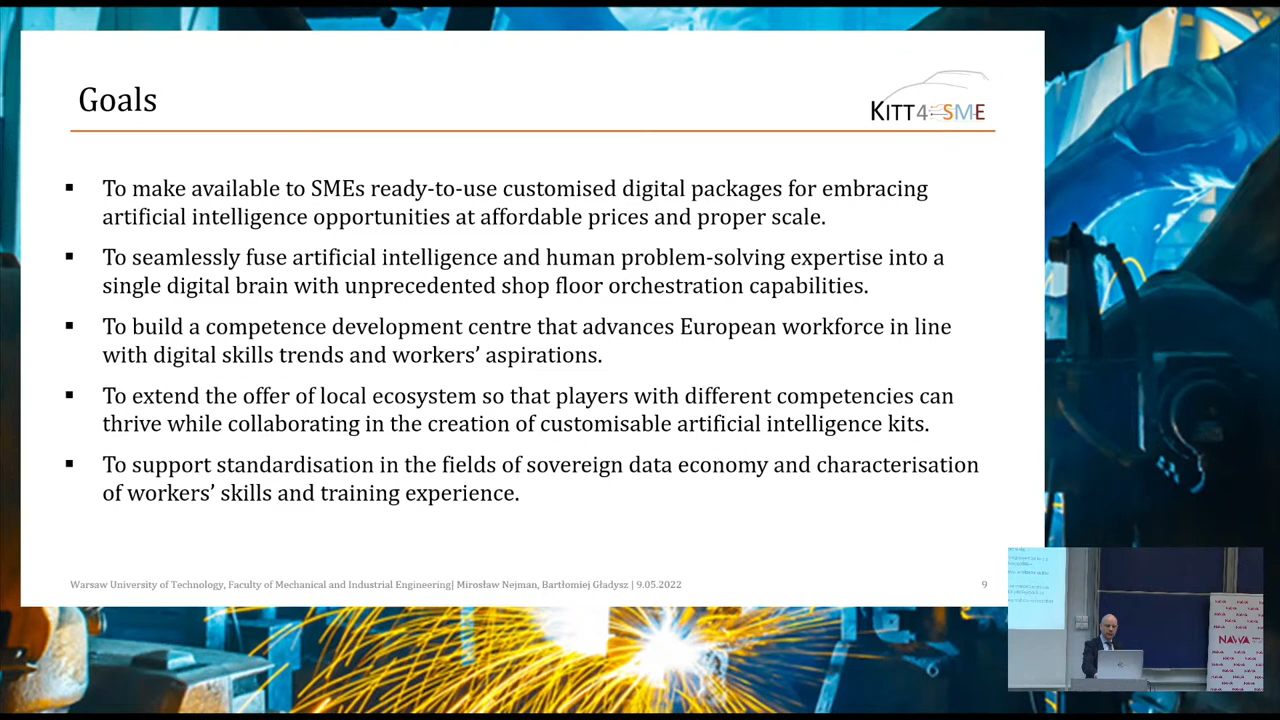 Goals
KITT4SME
▪ To make available to SMEs ready-to-use customised digital packages for embracing
artificial intelligence opportunities at affordable prices and proper scale.
▪ To seamlessly fuse artificial intelligence and human problem-solving expertise into a
single digital brain with unprecedented shop floor orchestration capabilities.
▪ To build a competence development centre that advances European workforce in line
with digital skills trends and workers’ aspirations.
▪ To extend the offer of local ecosystem so that players with different competencies can
thrive while collaborating in the creation of customisable artificial intelligence kits.
▪ To support standardisation in the fields of sovereign data economy and characterisation
of workers’ skills and training experience.
Warsaw University of Technology, Faculty of Mechanical and Industrial Engineering| Mirosław Nejman, Bartłomiej Gładysz | 9.05.2022
9
NAWA